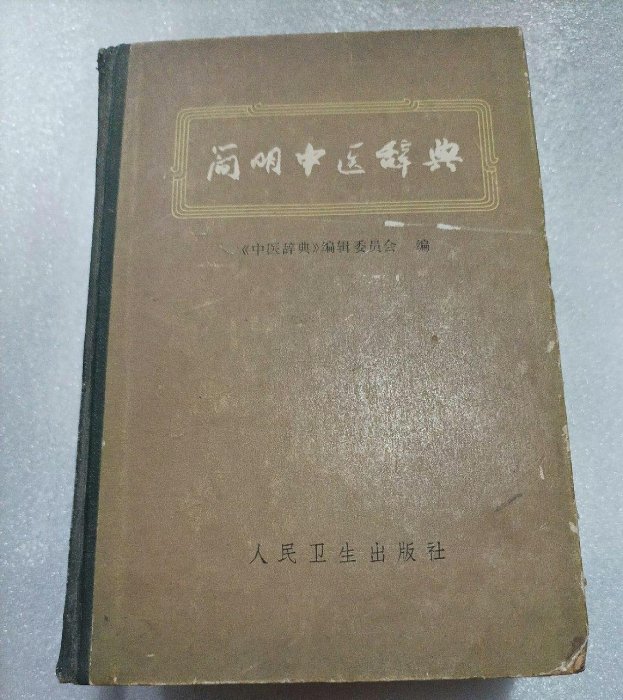 简明中医辞典
《中医辞典》编辑委员会 编
人民卫生出版社